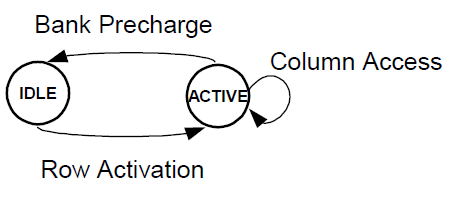 Bank Precharge
Column Access
IDLE
ACTIVE
Row Activation